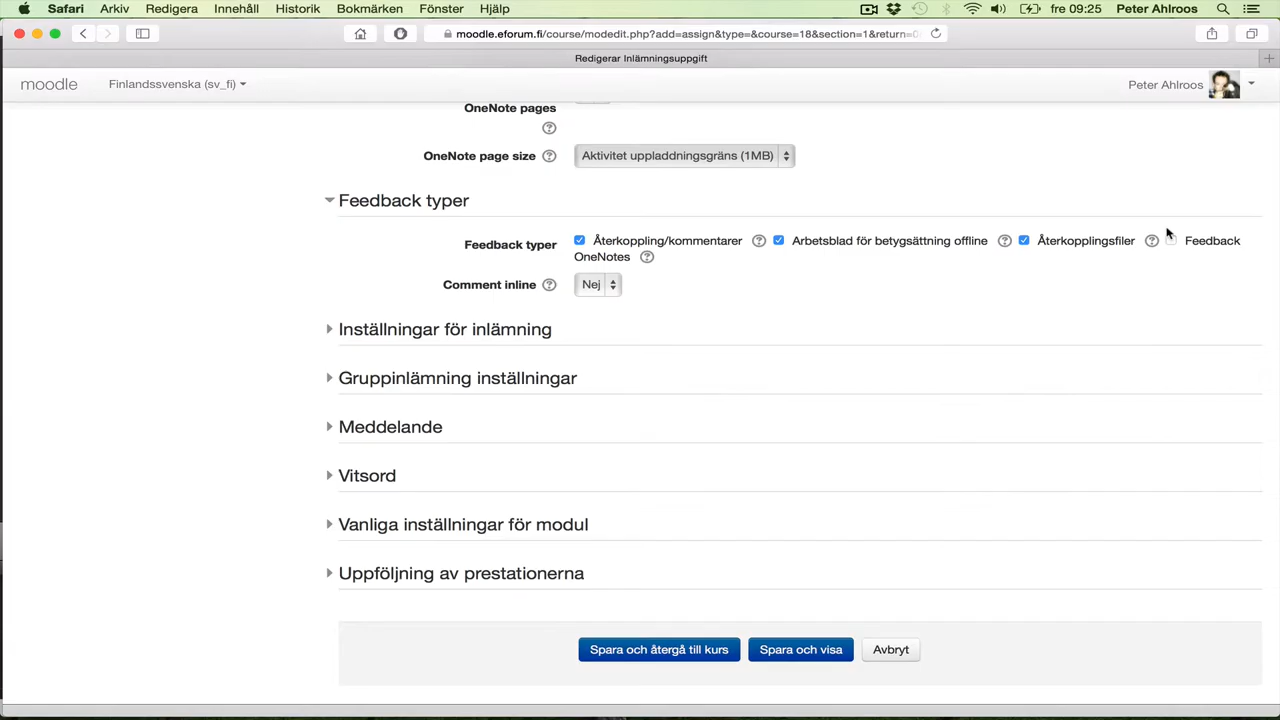 Safari Arkiv Redigera Innehåll Historik Bokmärken Fönster Hjälp fre 09:25 Peter Ahlroos
moodle.eforum.fi/course/modedit.php?add=assign&type=&course=18&section=1&return=0
Redigerar Inlämningsuppgift
moodle Finlandssvenska (sv_fi) Peter Ahlroos
OneNote pages
OneNote page size Aktivitet uppladdningsgräns (1MB)
Feedback typer
Feedback typer Återkoppling/kommentarer Arbetsblad för betygsättning offline Återkopplingsfiler Feedback
OneNotes
Comment inline Nej
Inställningar för inlämning
Gruppinlämning inställningar
Meddelande
Vitsord
Vanliga inställningar för modul
Uppföljning av prestationerna
Spara och återgå till kurs Spara och visa Avbryt